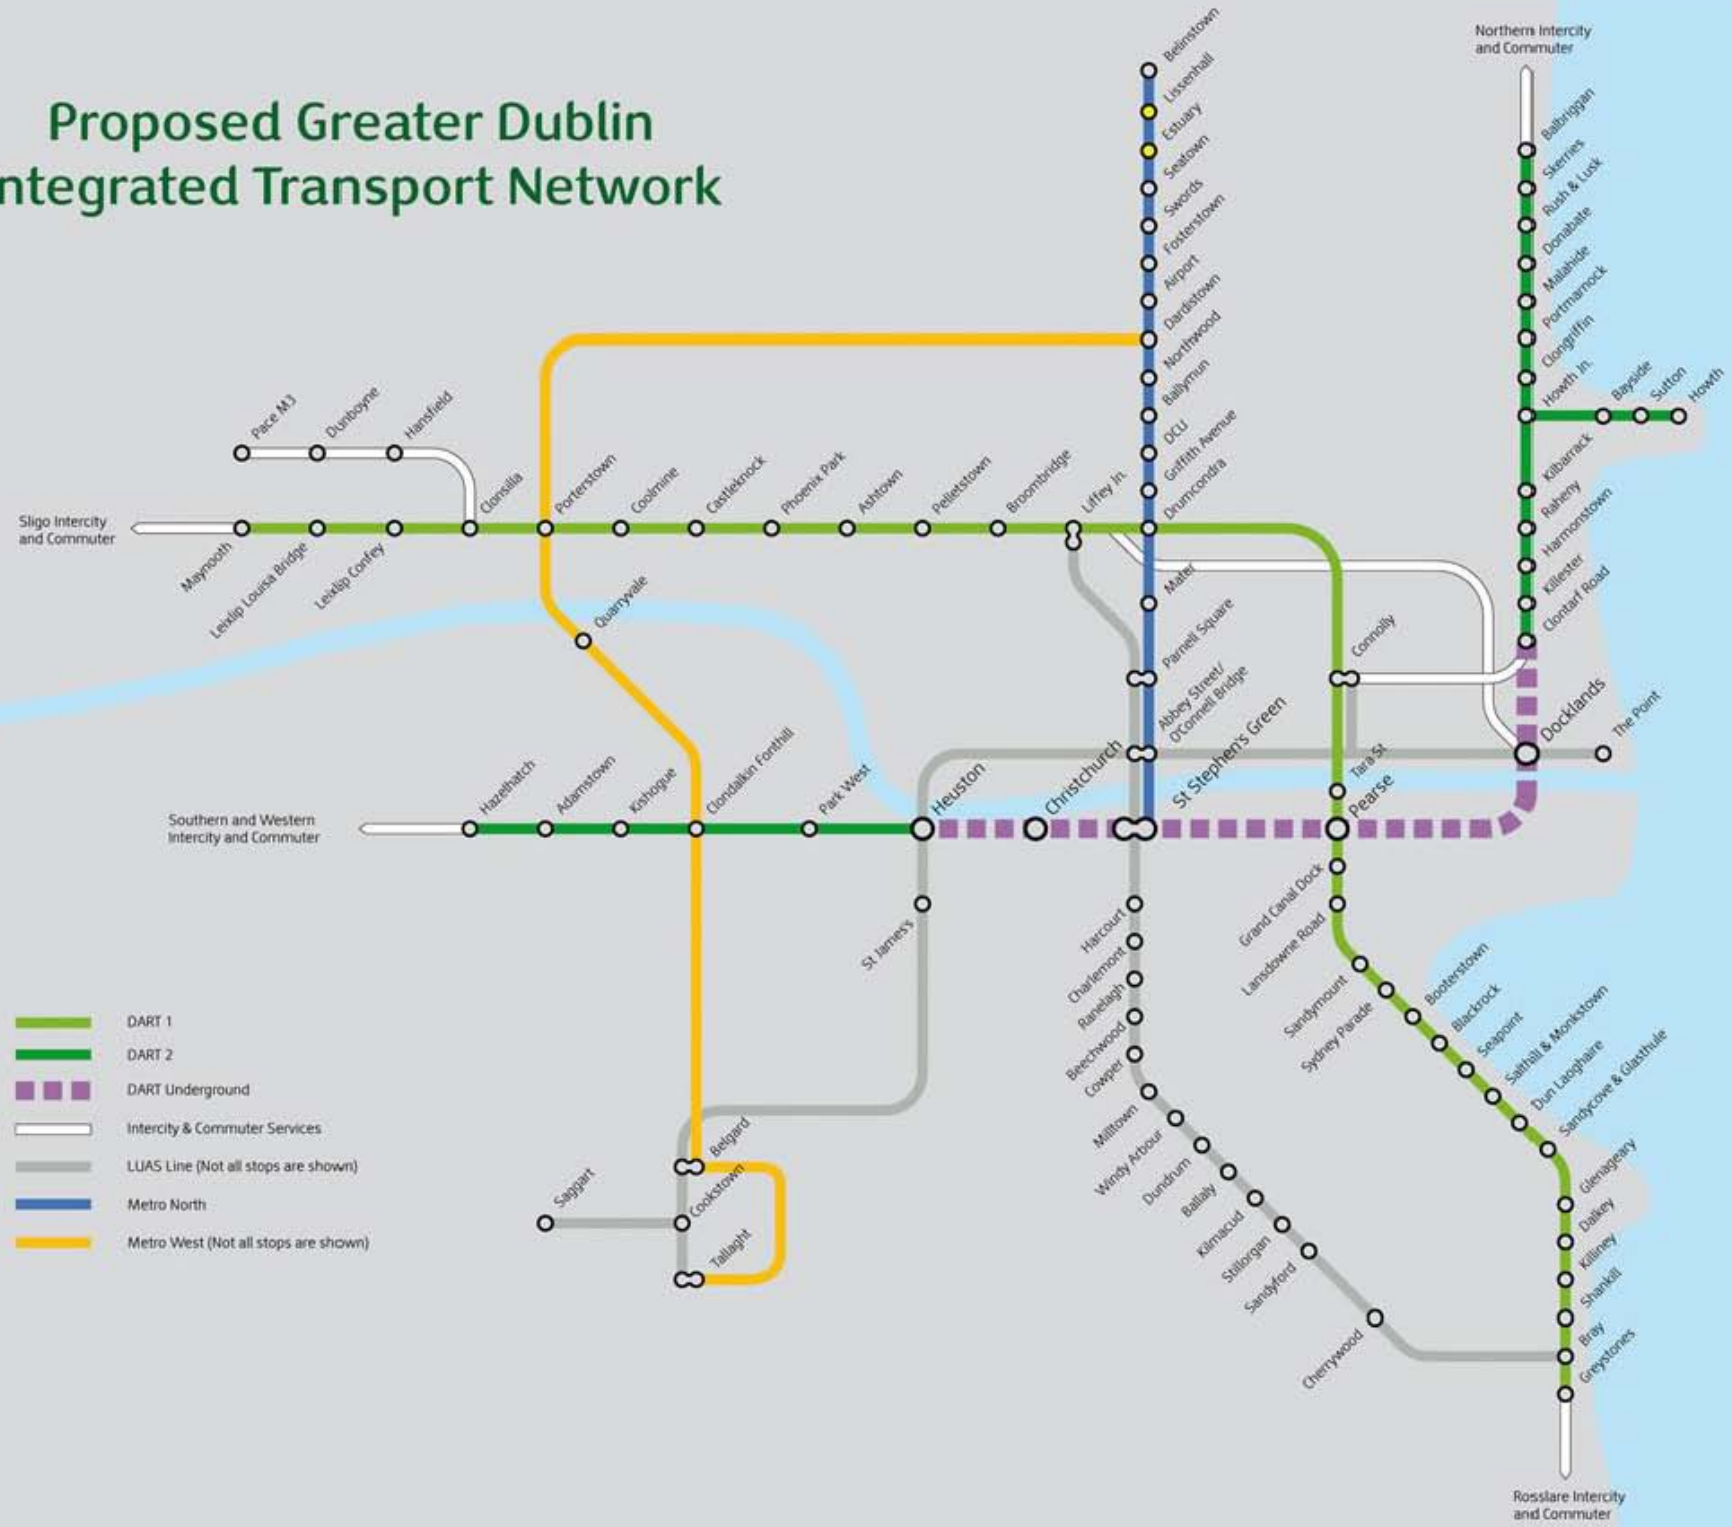 Proposed Greater Dublin
ntegrated Transport Network
Northern Intercity
and Commuter
Belinstown
Lissenhall
Estuary
Seatown
Swords
Fosterstown
Airport
Dardistown
Northwood
Ballymun
DCU
Griffith Avenue
Drumcondra
Mater
Parnell Square
Abbey Street/
O'Connell Bridge
St Stephen's Green
Balbriggan
Skerries
Rush & Lusk
Donabate
Malahide
Portmarnock
Clongriffin
Howth Jn.
Bayside
Sutton
Howth
Kilbarrack
Raheny
Harmonstown
Killester
Clontarf Road
Docklands
The Point
Pace M3
Dunboyne
Hansfield
Sligo Intercity
and Commuter
Maynooth
Leixlip Louisa Bridge
Leixlip Confey
Clonsilla
Porterstown
Coolmine
Castleknock
Phoenix Park
Ashtown
Pelletstown
Broombridge
Liffey Jn.
Connolly
Tara St
Pearse
Quarryvale
Southern and Western
Intercity and Commuter
Hazelhatch
Adamstown
Kishogue
Clondalkin Fonthill
Park West
Heuston
Christchurch
St James's
Harcourt
Charlemont
Ranelagh
Beechwood
Cowper
Milltown
Windy Arbour
Dundrum
Ballaly
Kilmacud
Stillorgan
Sandyford
Cherrywood
Grand Canal Dock
Lansdowne Road
Sandymount
Sydney Parade
Booterstown
Blackrock
Seapoint
Salthill & Monkstown
Dun Laoghaire
Sandycove & Glasthule
Glenageary
Dalkey
Killiney
Shankill
Bray
Greystones
Rosslare Intercity
and Commuter
Belgard
Cookstown
Saggart
Tallaght
DART 1
DART 2
DART Underground
Intercity & Commuter Services
LUAS Line (Not all stops are shown)
Metro North
Metro West (Not all stops are shown)